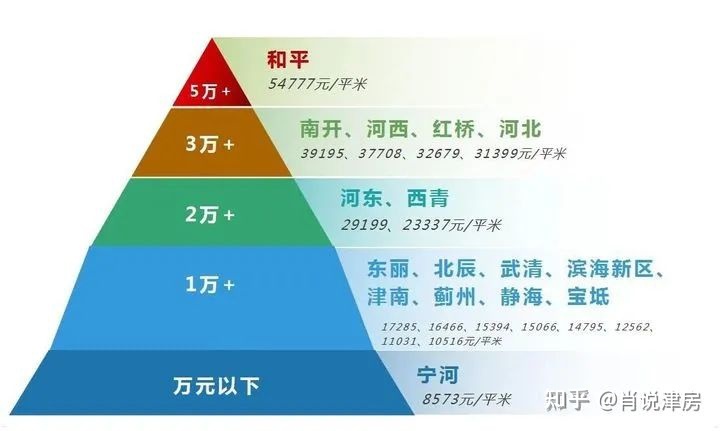 5万+
和平
54777元/平米
3万+
南开、河西、红桥、河北
39195、37708、32679、31399元/平米
2万+
河东、西青
29199、23337元/平米
1万+
东丽、北辰、武清、滨海新区、
津南、蓟州、静海、宝坻
17285、16466、15394、15066、14795、12562、
11031、10516元/平米
万元以下
宁河
8573元/平米
知乎 @肖说津房